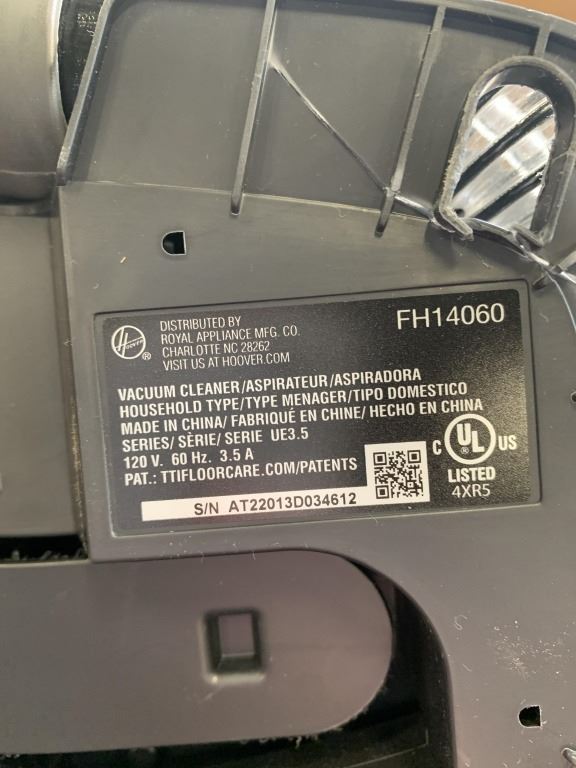 HOOVER
®
DISTRIBUTED BY
ROYAL APPLIANCE MFG. CO.
CHARLOTTE NC 28262
VISIT US AT HOOVER.COM
FH14060
VACUUM CLEANER/ASPIRATEUR/ASPIRADORA
HOUSEHOLD TYPE/TYPE MENAGER/TIPO DOMESTICO
MADE IN CHINA/ FABRIQUÉ EN CHINE/ HECHO EN CHINA
SERIES/ SÈRIE/ SERIE UE3.5
120 V. 60 Hz. 3.5 A
PAT.: TTIFLOORCARE.COM/PATENTS
C UL US
®
LISTED
4XR5
S/N AT22013D034612